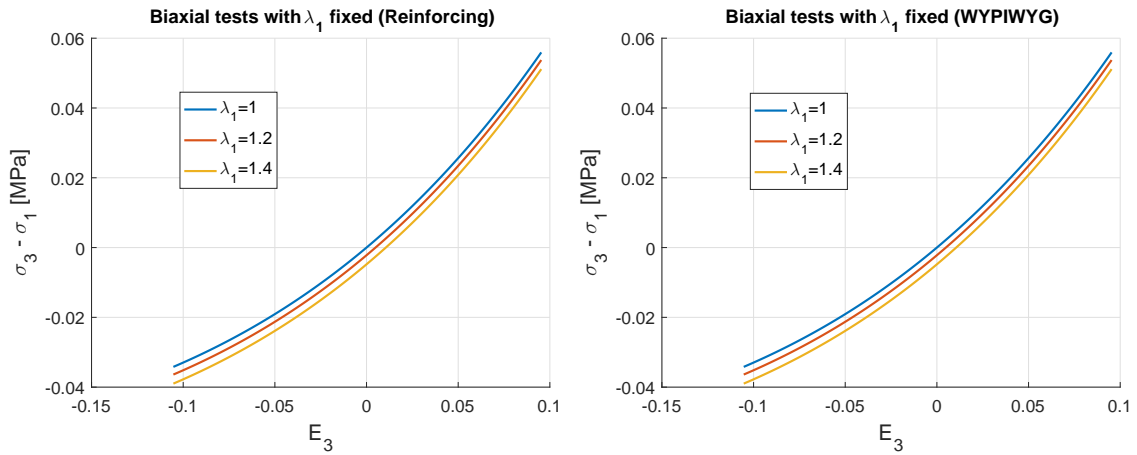 Biaxial tests with λ₁ fixed (Reinforcing)
0.06
0.04
0.02
0
-0.02
-0.04
σ₃ - σ₁ [MPa]
λ₁=1
λ₁=1.2
λ₁=1.4
-0.15
-0.1
-0.05
0
0.05
0.1
E₃
Biaxial tests with λ₁ fixed (WYPIWYG)
0.06
0.04
0.02
0
-0.02
-0.04
σ₃ - σ₁ [MPa]
λ₁=1
λ₁=1.2
λ₁=1.4
-0.15
-0.1
-0.05
0
0.05
0.1
E₃